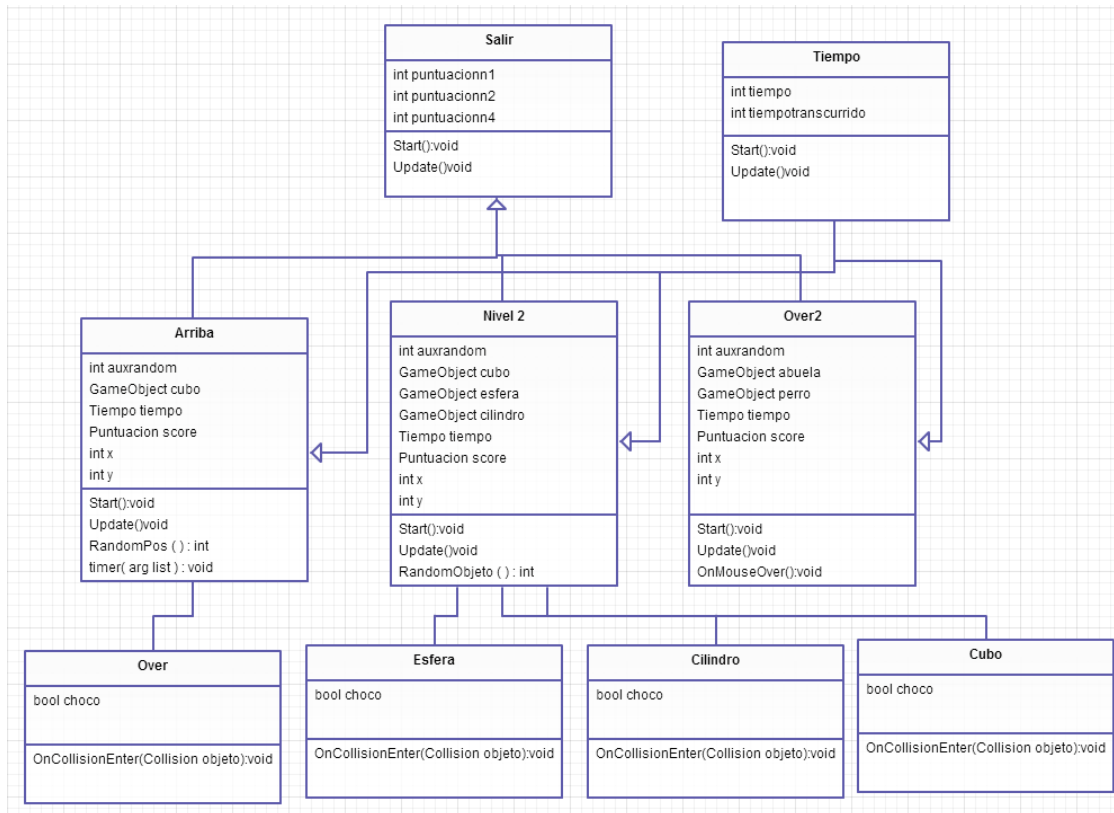 Salir
int puntuacionn1
int puntuacionn2
int puntuacionn4
Start():void
Update()void
Tiempo
int tiempo
int tiempotranscurrido
Start():void
Update()void
Arriba
int auxrandom
GameObject cubo
Tiempo tiempo
Puntuacion score
int x
int y
Start():void
Update()void
RandomPos ( ) : int
timer( arg list ) : void
Nivel 2
int auxrandom
GameObject cubo
GameObject esfera
GameObject cilindro
Tiempo tiempo
Puntuacion score
int x
int y
Start():void
Update()void
RandomObjeto ( ) : int
Over2
int auxrandom
GameObject abuela
GameObject perro
Tiempo tiempo
Puntuacion score
int x
int y
Start():void
Update()void
OnMouseOver():void
Over
bool choco
OnCollisionEnter(Collision objeto):void
Esfera
bool choco
OnCollisionEnter(Collision objeto):void
Cilindro
bool choco
OnCollisionEnter(Collision objeto):void
Cubo
bool choco
OnCollisionEnter(Collision objeto):void